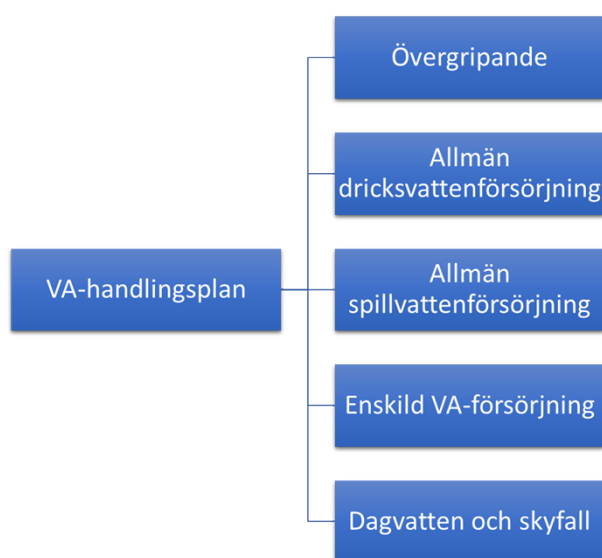 VA-handlingsplan
Övergripande
Allmän
dricksvattenförsörjning
Allmän
spillvattenförsörjning
Enskild VA-försörjning
Dagvatten och skyfall